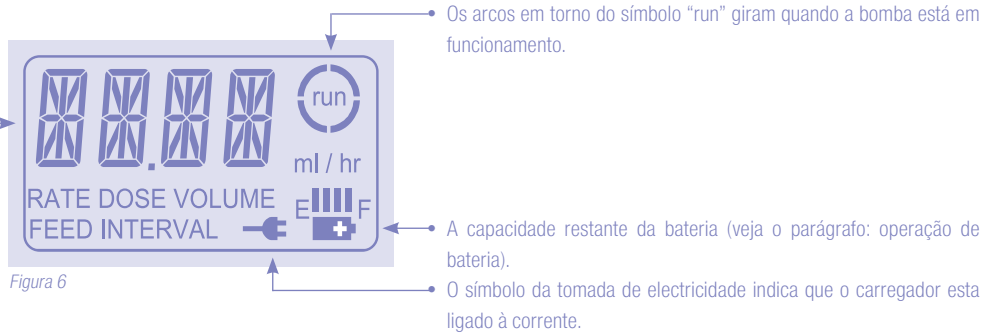 Os arcos em torno do símbolo “run” giram quando a bomba está em
funcionamento.
run
ml / hr
RATE DOSE VOLUME
FEED INTERVAL
E F
A capacidade restante da bateria (veja o parágrafo: operação de
bateria).
Figura 6
O símbolo da tomada de electricidade indica que o carregador esta
ligado à corrente.